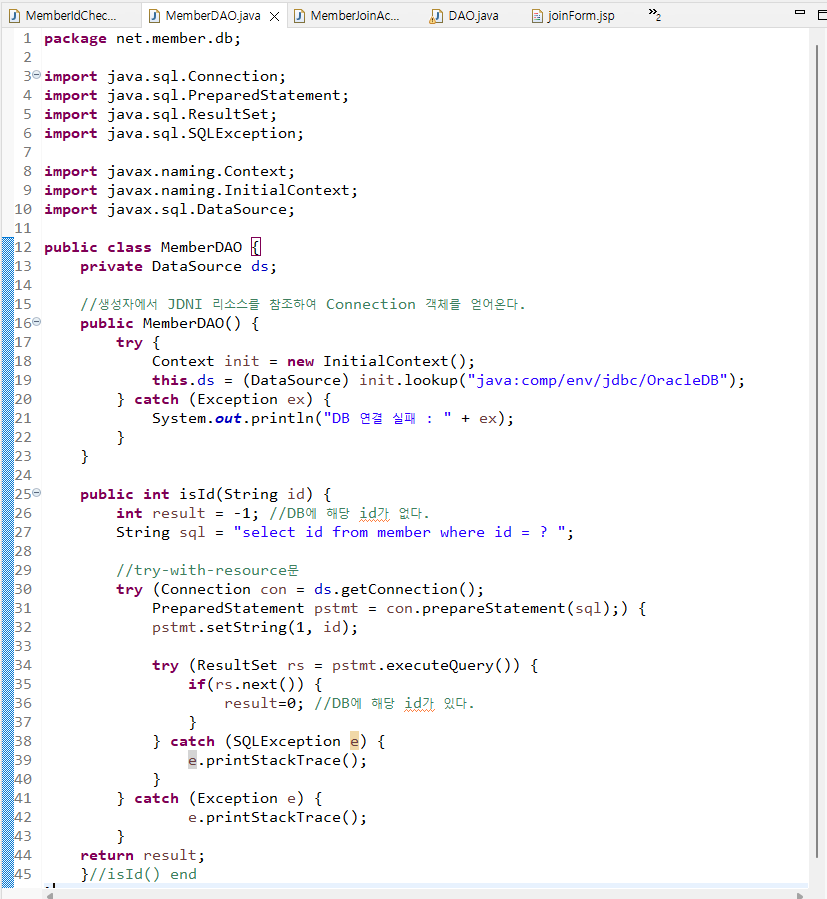 MemberIdChec... MemberDAO.java MemberJoinAc... DAO.java joinForm.jsp »2
1 package net.member.db;
2
3 import java.sql.Connection;
4 import java.sql.PreparedStatement;
5 import java.sql.ResultSet;
6 import java.sql.SQLException;
7
8 import javax.naming.Context;
9 import javax.naming.InitialContext;
10 import javax.sql.DataSource;
11
12 public class MemberDAO {
13     private DataSource ds;
14
15     //생성자에서 JDNI 리소스를 참조하여 Connection 객체를 얻어온다.
16     public MemberDAO() {
17         try {
18             Context init = new InitialContext();
19             this.ds = (DataSource) init.lookup("java:comp/env/jdbc/OracleDB");
20         } catch (Exception ex) {
21             System.out.println("DB 연결 실패 : " + ex);
22         }
23     }
24
25     public int isId(String id) {
26         int result = -1; //DB에 해당 id가 없다.
27         String sql = "select id from member where id = ? ";
28
29         //try-with-resource문
30         try (Connection con = ds.getConnection();
31             PreparedStatement pstmt = con.prepareStatement(sql);) {
32             pstmt.setString(1, id);
33
34             try (ResultSet rs = pstmt.executeQuery()) {
35                 if(rs.next()) {
36                     result=0; //DB에 해당 id가 있다.
37                 }
38             } catch (SQLException e) {
39                 e.printStackTrace();
40             }
41         } catch (Exception e) {
42                 e.printStackTrace();
43         }
44     return result;
45     }//isId() end